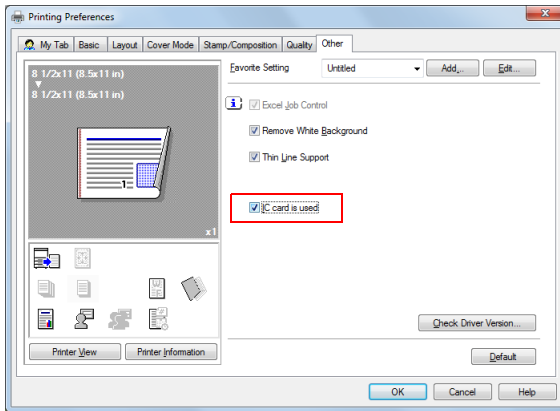 Printing Preferences
My Tab Basic Layout Cover Mode Stamp/Composition Quality Other
8 1/2x11 (8.5x11 in)
8 1/2x11 (8.5x11 in)
1
x1
Printer View Printer Information
Favorite Setting Untitled Add... Edit...
Excel Job Control
Remove White Background
Thin Line Support
IC card is used
Check Driver Version...
Default
OK Cancel Help